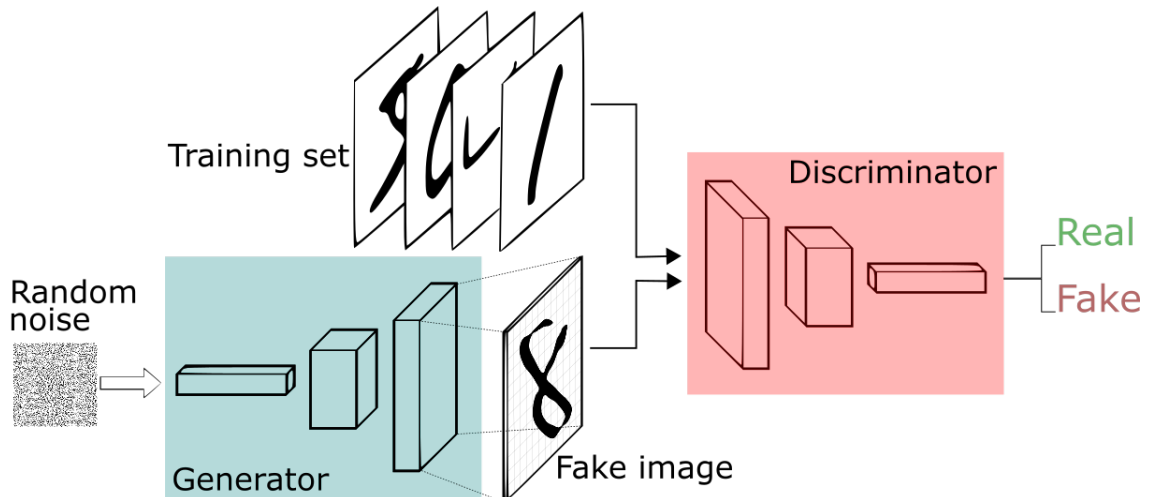 Training set
Discriminator
Real
Fake
Random
noise
Generator
Fake image